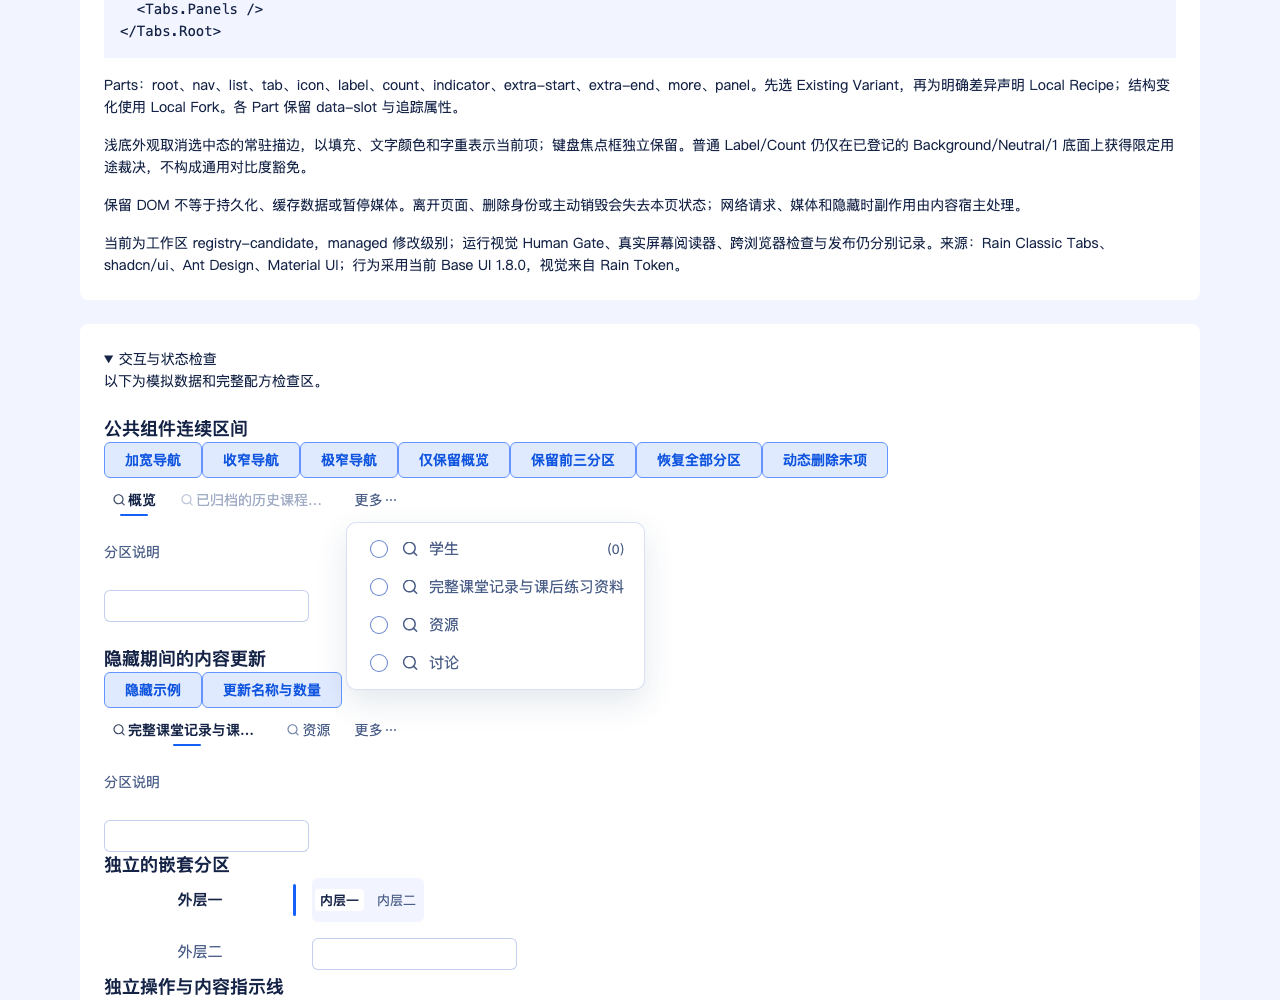 <Tabs.Panels />
</Tabs.Root>
Parts：root、nav、list、tab、icon、label、count、indicator、extra-start、extra-end、more、panel。先选 Existing Variant，再为明确差异声明 Local Recipe；结构变
化使用 Local Fork。各 Part 保留 data-slot 与追踪属性。
浅底外观取消选中态的常驻描边，以填充、文字颜色和字重表示当前项；键盘焦点框独立保留。普通 Label/Count 仍仅在已登记的 Background/Neutral/1 底面上获得限定用
途裁决，不构成通用对比度豁免。
保留 DOM 不等于持久化、缓存数据或暂停媒体。离开页面、删除身份或主动销毁会失去本页状态；网络请求、媒体和隐藏时副作用由内容宿主处理。
当前为工作区 registry-candidate，managed 修改级别；运行视觉 Human Gate、真实屏幕阅读器、跨浏览器检查与发布仍分别记录。来源：Rain Classic Tabs、
shadcn/ui、Ant Design、Material UI；行为采用当前 Base UI 1.8.0，视觉来自 Rain Token。
▼ 交互与状态检查
以下为模拟数据和完整配方检查区。
公共组件连续区间
加宽导航 收窄导航 极窄导航 仅保留概览 保留前三分区 恢复全部分区 动态删除末项
概览 已归档的历史课程… 更多 ···
学生 (0)
分区说明
完整课堂记录与课后练习资料
资源
讨论
隐藏期间的内容更新
隐藏示例 更新名称与数量
完整课堂记录与课… 资源 更多 ···
分区说明
独立的嵌套分区
外层一 内层一 内层二
外层二
独立操作与内容指示线